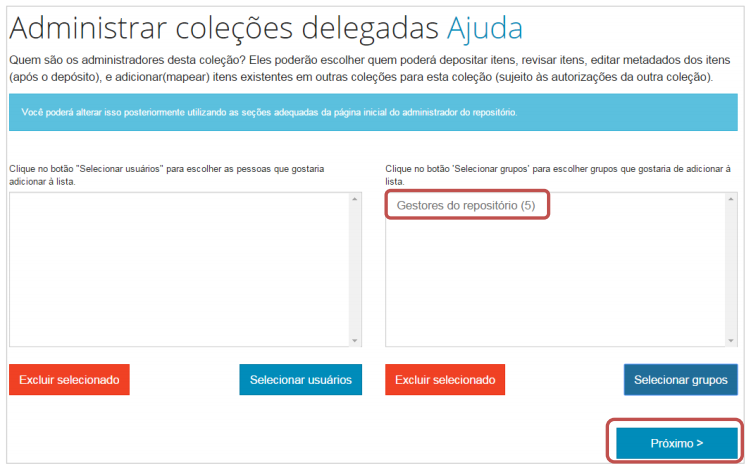 Administrar coleções delegadas Ajuda
Quem são os administradores desta coleção? Eles poderão escolher quem poderá depositar itens, revisar itens, editar metadados dos itens
(após o depósito), e adicionar(mapear) itens existentes em outras coleções para esta coleção (sujeito às autorizações da outra coleção).
Você poderá alterar isso posteriormente utilizando as seções adequadas da página inicial do administrador do repositório.
Clique no botão "Selecionar usuários" para escolher as pessoas que gostaria
adicionar à lista.
Clique no botão 'Selecionar grupos' para escolher grupos que gostaria de adicionar à
lista.
Gestores do repositório (5)
Excluir selecionado
Selecionar usuários
Excluir selecionado
Selecionar grupos
Próximo >